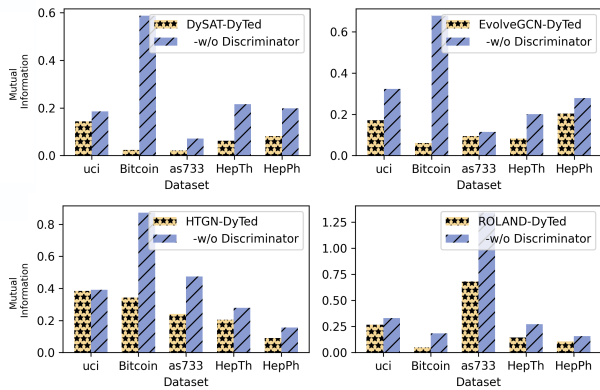 DySAT-DyTed
-w/o Discriminator
0.6
0.4
0.2
0.0
Mutual
Information
uci Bitcoin as733 HepTh HepPh
Dataset
EvolveGCN-DyTed
-w/o Discriminator
0.6
0.4
0.2
0.0
uci Bitcoin as733 HepTh HepPh
Dataset
HTGN-DyTed
-w/o Discriminator
0.8
0.6
0.4
0.2
0.0
Mutual
Information
uci Bitcoin as733 HepTh HepPh
Dataset
ROLAND-DyTed
-w/o Discriminator
1.25
1.00
0.75
0.50
0.25
0.00
uci Bitcoin as733 HepTh HepPh
Dataset